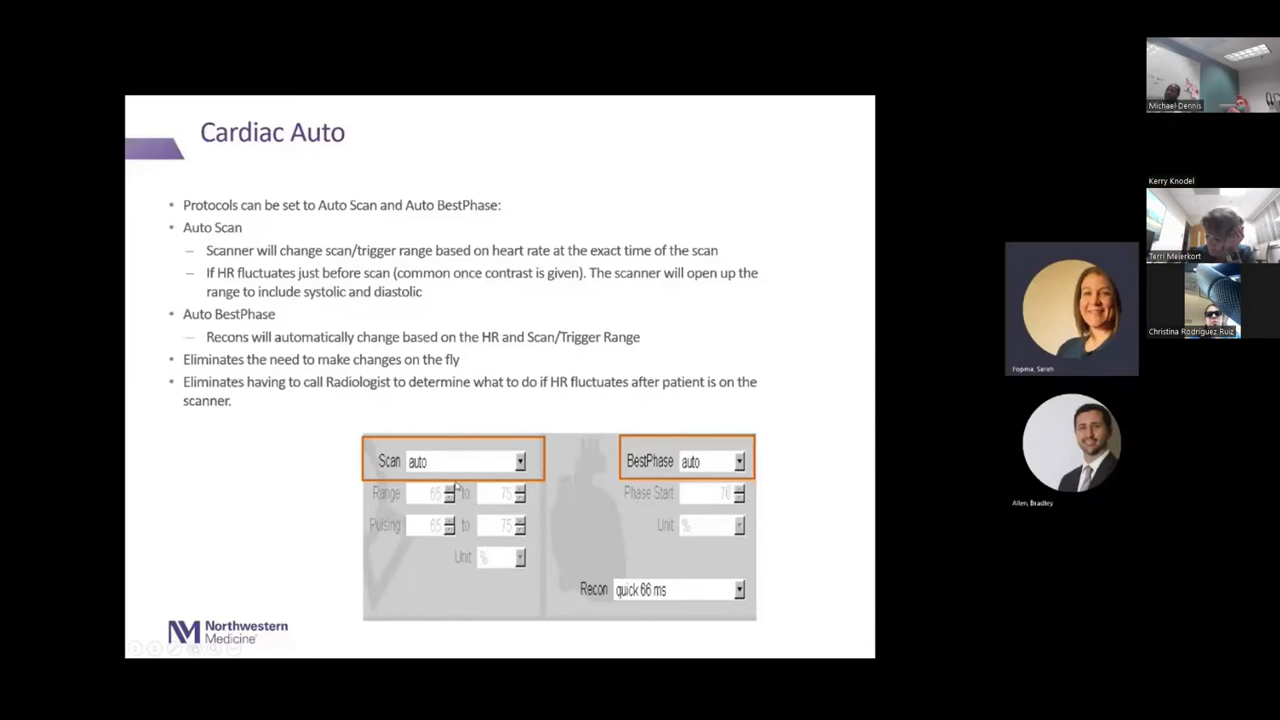 Cardiac Auto
• Protocols can be set to Auto Scan and Auto BestPhase:
• Auto Scan
– Scanner will change scan/trigger range based on heart rate at the exact time of the scan
– If HR fluctuates just before scan (common once contrast is given). The scanner will open up the
range to include systolic and diastolic
• Auto BestPhase
– Recons will automatically change based on the HR and Scan/Trigger Range
• Eliminates the need to make changes on the fly
• Eliminates having to call Radiologist to determine what to do if HR fluctuates after patient is on the
scanner.
Scan auto
BestPhase auto
Range 65 to 75
Phase Start 70
Pulsing 65 to 75
Unit %
Unit %
Recon quick 66 ms
Northwestern
Medicine
Michael Dennis
Kerry Knodel
Terri Meierkort
Christina Rodriguez Ruiz
Fopma, Sarah
Allen, Bradley